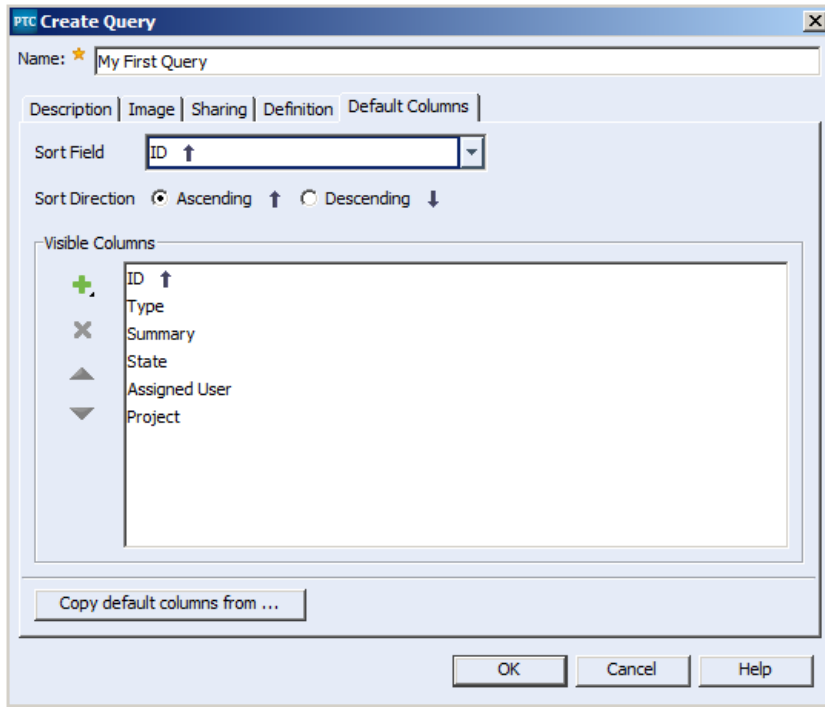 PTC Create Query
Name: My First Query
Description Image Sharing Definition Default Columns
Sort Field ID
Sort Direction Ascending Descending
Visible Columns
ID
Type
Summary
State
Assigned User
Project
Copy default columns from ...
OK Cancel Help